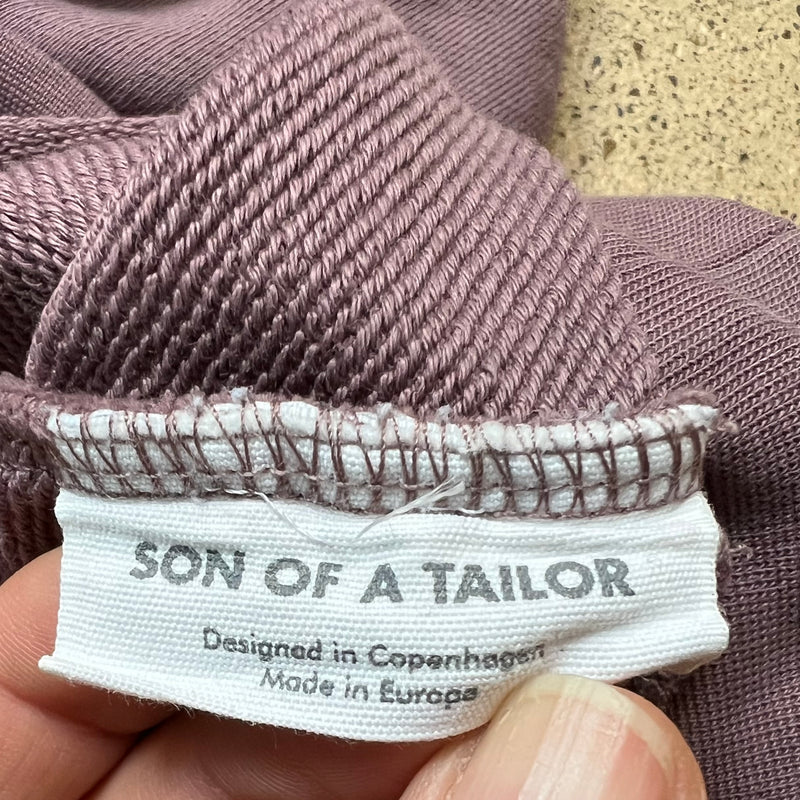 SON OF A TAILOR
Designed in Copenhagen
Made in Europe